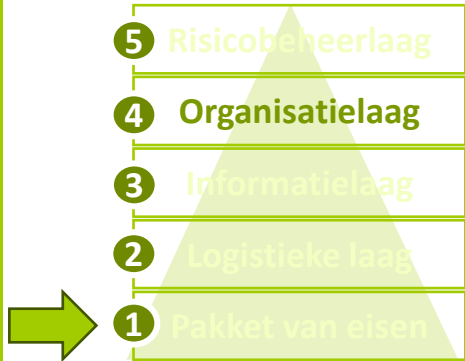 5 Risicobeheerlaag
4 Organisatielaag
3 Informatielaag
2 Logistieke laag
1 Pakket van eisen